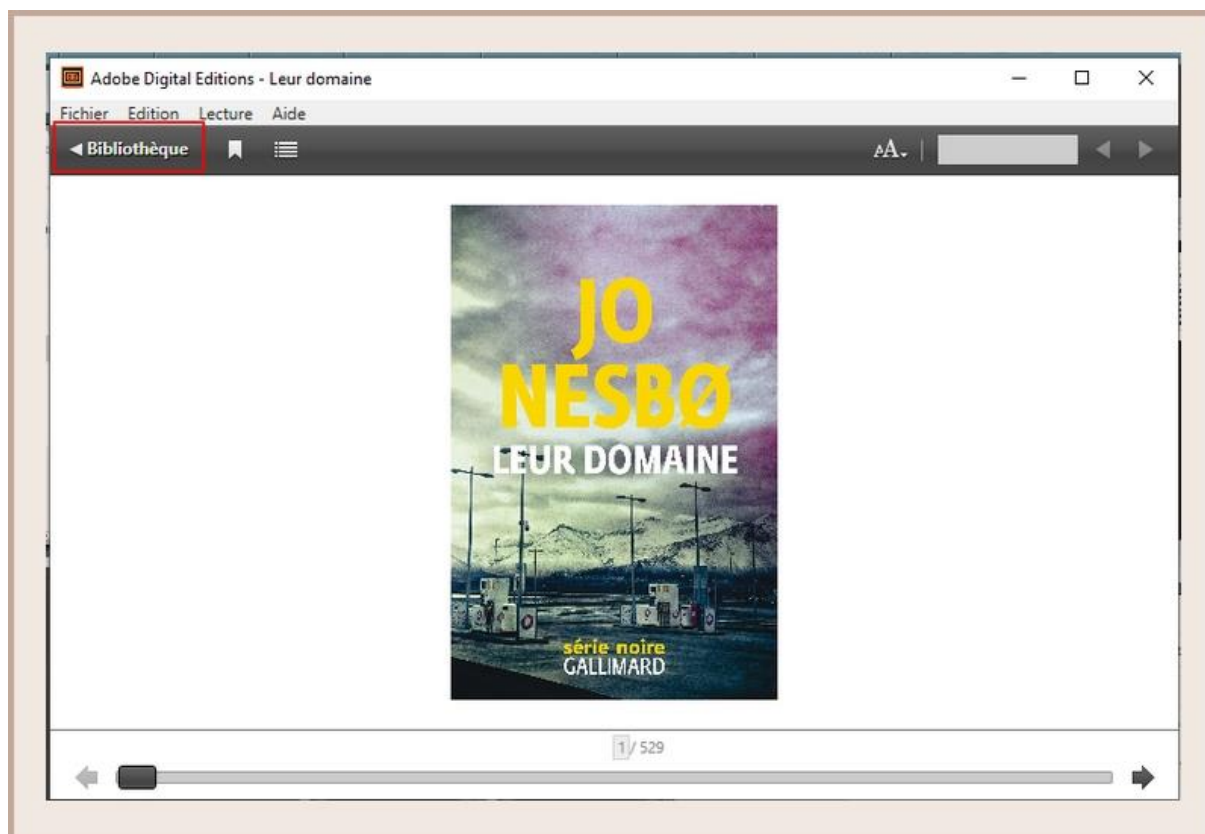 Adobe Digital Editions - Leur domaine
Fichier Edition Lecture Aide
Bibliothèque AA
JO
NESBØ
LEUR DOMAINE
série noire
GALLIMARD
1 / 529